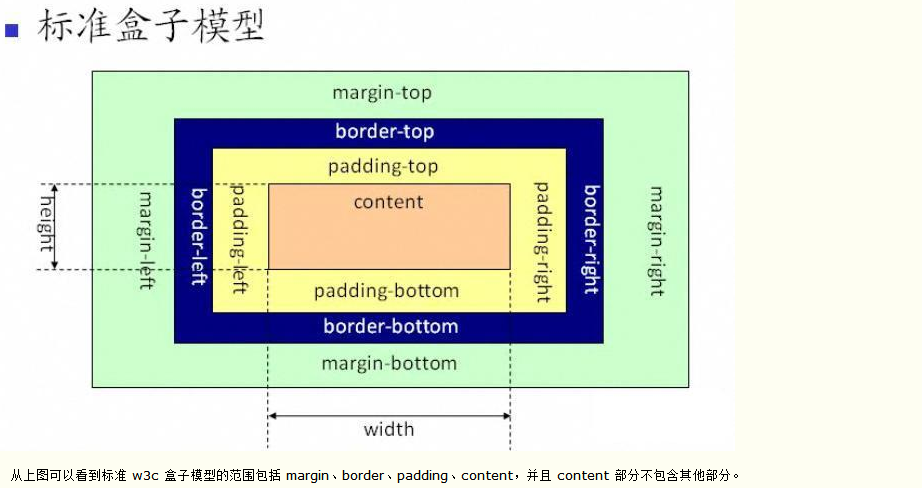 标准盒子模型
margin-top
border-top
padding-top
content
height
margin-left
border-left
padding-left
padding-right
border-right
margin-right
padding-bottom
border-bottom
margin-bottom
width
从上图可以看到标准 w3c 盒子模型的范围包括 margin、border、padding、content，并且 content 部分不包含其他部分。